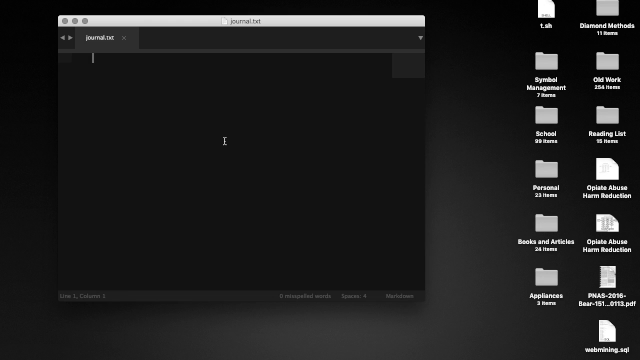 journal.txt
journal.txt ×
Line 1, Column 1
0 misspelled words
Spaces: 4
Markdown
t.sh
Diamond Methods
11 items
Symbol
Management
7 items
Old Work
254 items
School
99 items
Reading List
15 items
Personal
23 items
Opiate Abuse
Harm Reduction
Books and Articles
24 items
Opiate Abuse
Harm Reduction
Appliances
3 items
PNAS-2016-
Bear-151...0113.pdf
webmining.sql